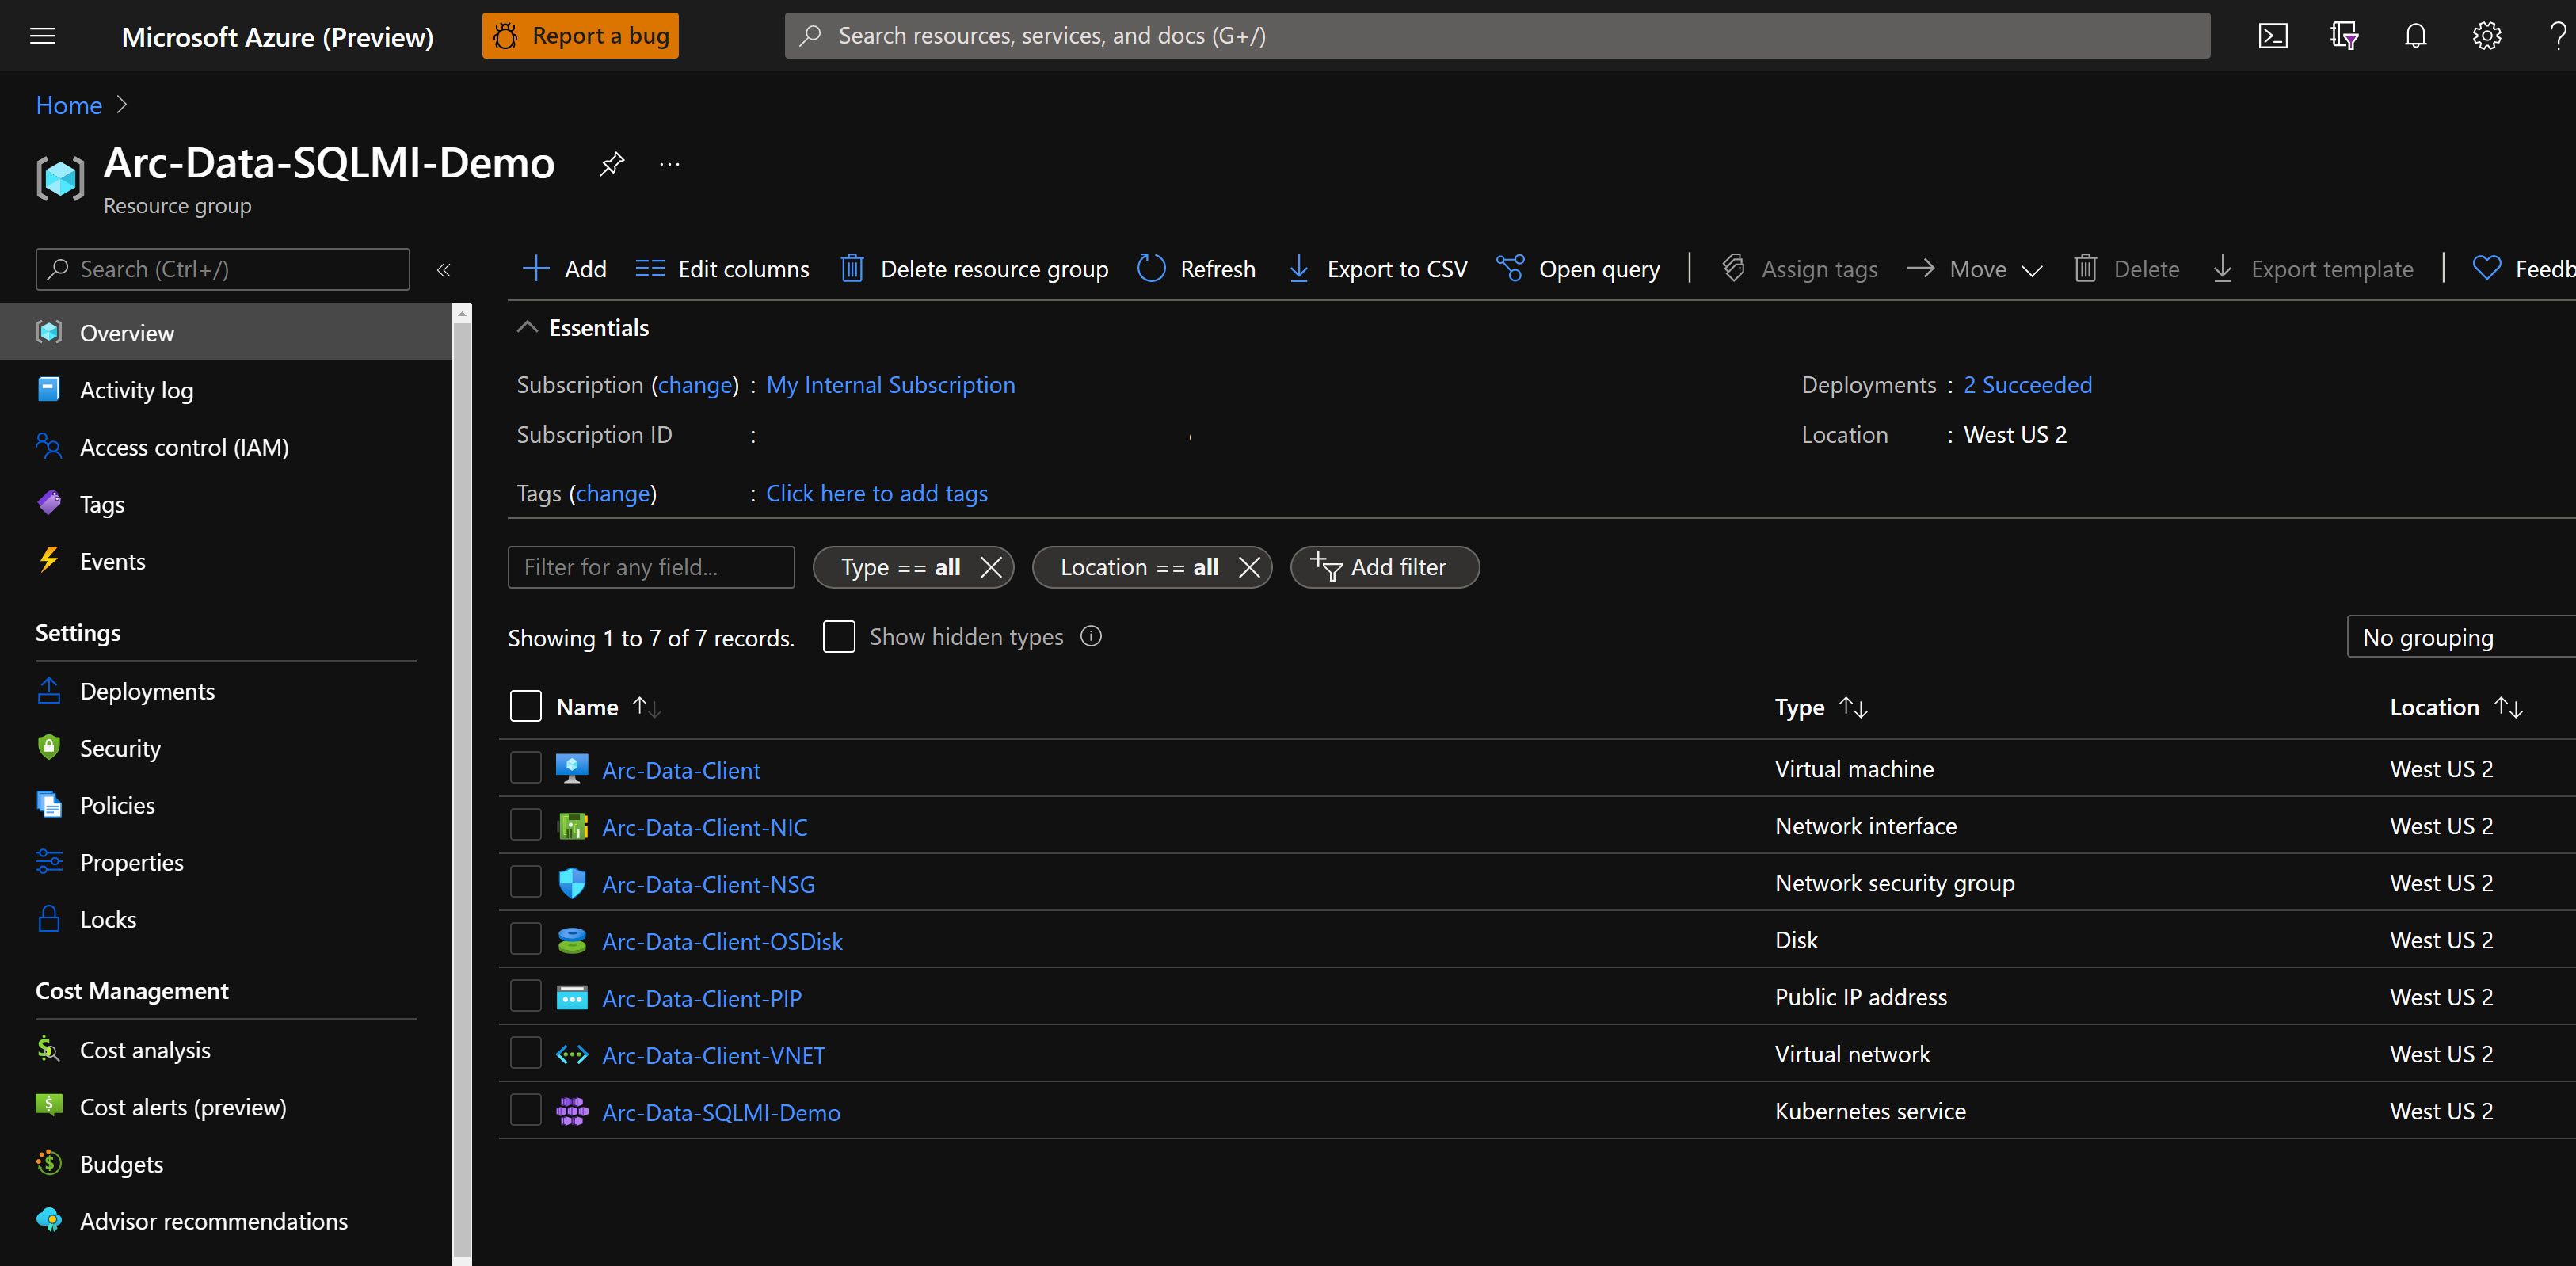 Microsoft Azure (Preview)
Report a bug
Search resources, services, and docs (G+/)
Home
Arc-Data-SQLMI-Demo
Resource group
Search (Ctrl+/)
Add
Edit columns
Delete resource group
Refresh
Export to CSV
Open query
Assign tags
Move
Delete
Export template
Feedb
Overview
Activity log
Access control (IAM)
Tags
Events
Settings
Deployments
Security
Policies
Properties
Locks
Cost Management
Cost analysis
Cost alerts (preview)
Budgets
Advisor recommendations
Essentials
Subscription (change) : My Internal Subscription
Deployments : 2 Succeeded
Subscription ID :
Location : West US 2
Tags (change) : Click here to add tags
Filter for any field...
Type == all
Location == all
Add filter
Showing 1 to 7 of 7 records.
Show hidden types
No grouping
Name Type Location
Arc-Data-Client Virtual machine West US 2
Arc-Data-Client-NIC Network interface West US 2
Arc-Data-Client-NSG Network security group West US 2
Arc-Data-Client-OSDisk Disk West US 2
Arc-Data-Client-PIP Public IP address West US 2
Arc-Data-Client-VNET Virtual network West US 2
Arc-Data-SQLMI-Demo Kubernetes service West US 2